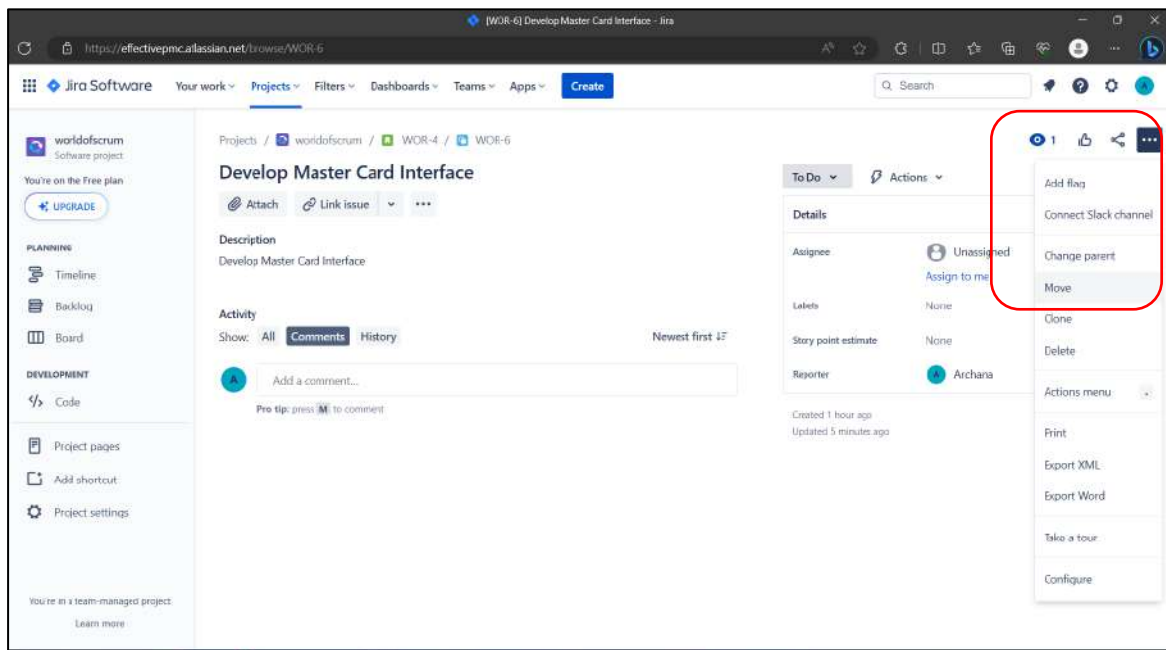 [WOR-6] Develop Master Card Interface - Jira
https://effectivepmc.atlassian.net/browse/WOR-6
Jira Software Your work Projects Filters Dashboards Teams Apps Create Search
worldofscrum
Software project
You're on the Free plan
UPGRADE
PLANNING
Timeline
Backlog
Board
DEVELOPMENT
Code
Project pages
Add shortcut
Project settings
You're in a team-managed project
Learn more
Projects / worldofscrum / WOR-4 / WOR-6
Develop Master Card Interface
Attach Link issue
Description
Develop Master Card Interface
Activity
Show: All Comments History Newest first
A Add a comment...
Pro tip: press M to comment
1
To Do Actions
Details
Assignee Unassigned
Assign to me
Labels None
Story point estimate None
Reporter A Archana
Created 1 hour ago
Updated 5 minutes ago
Add flag
Connect Slack channel
Change parent
Move
Clone
Delete
Actions menu .
Print
Export XML
Export Word
Take a tour
Configure